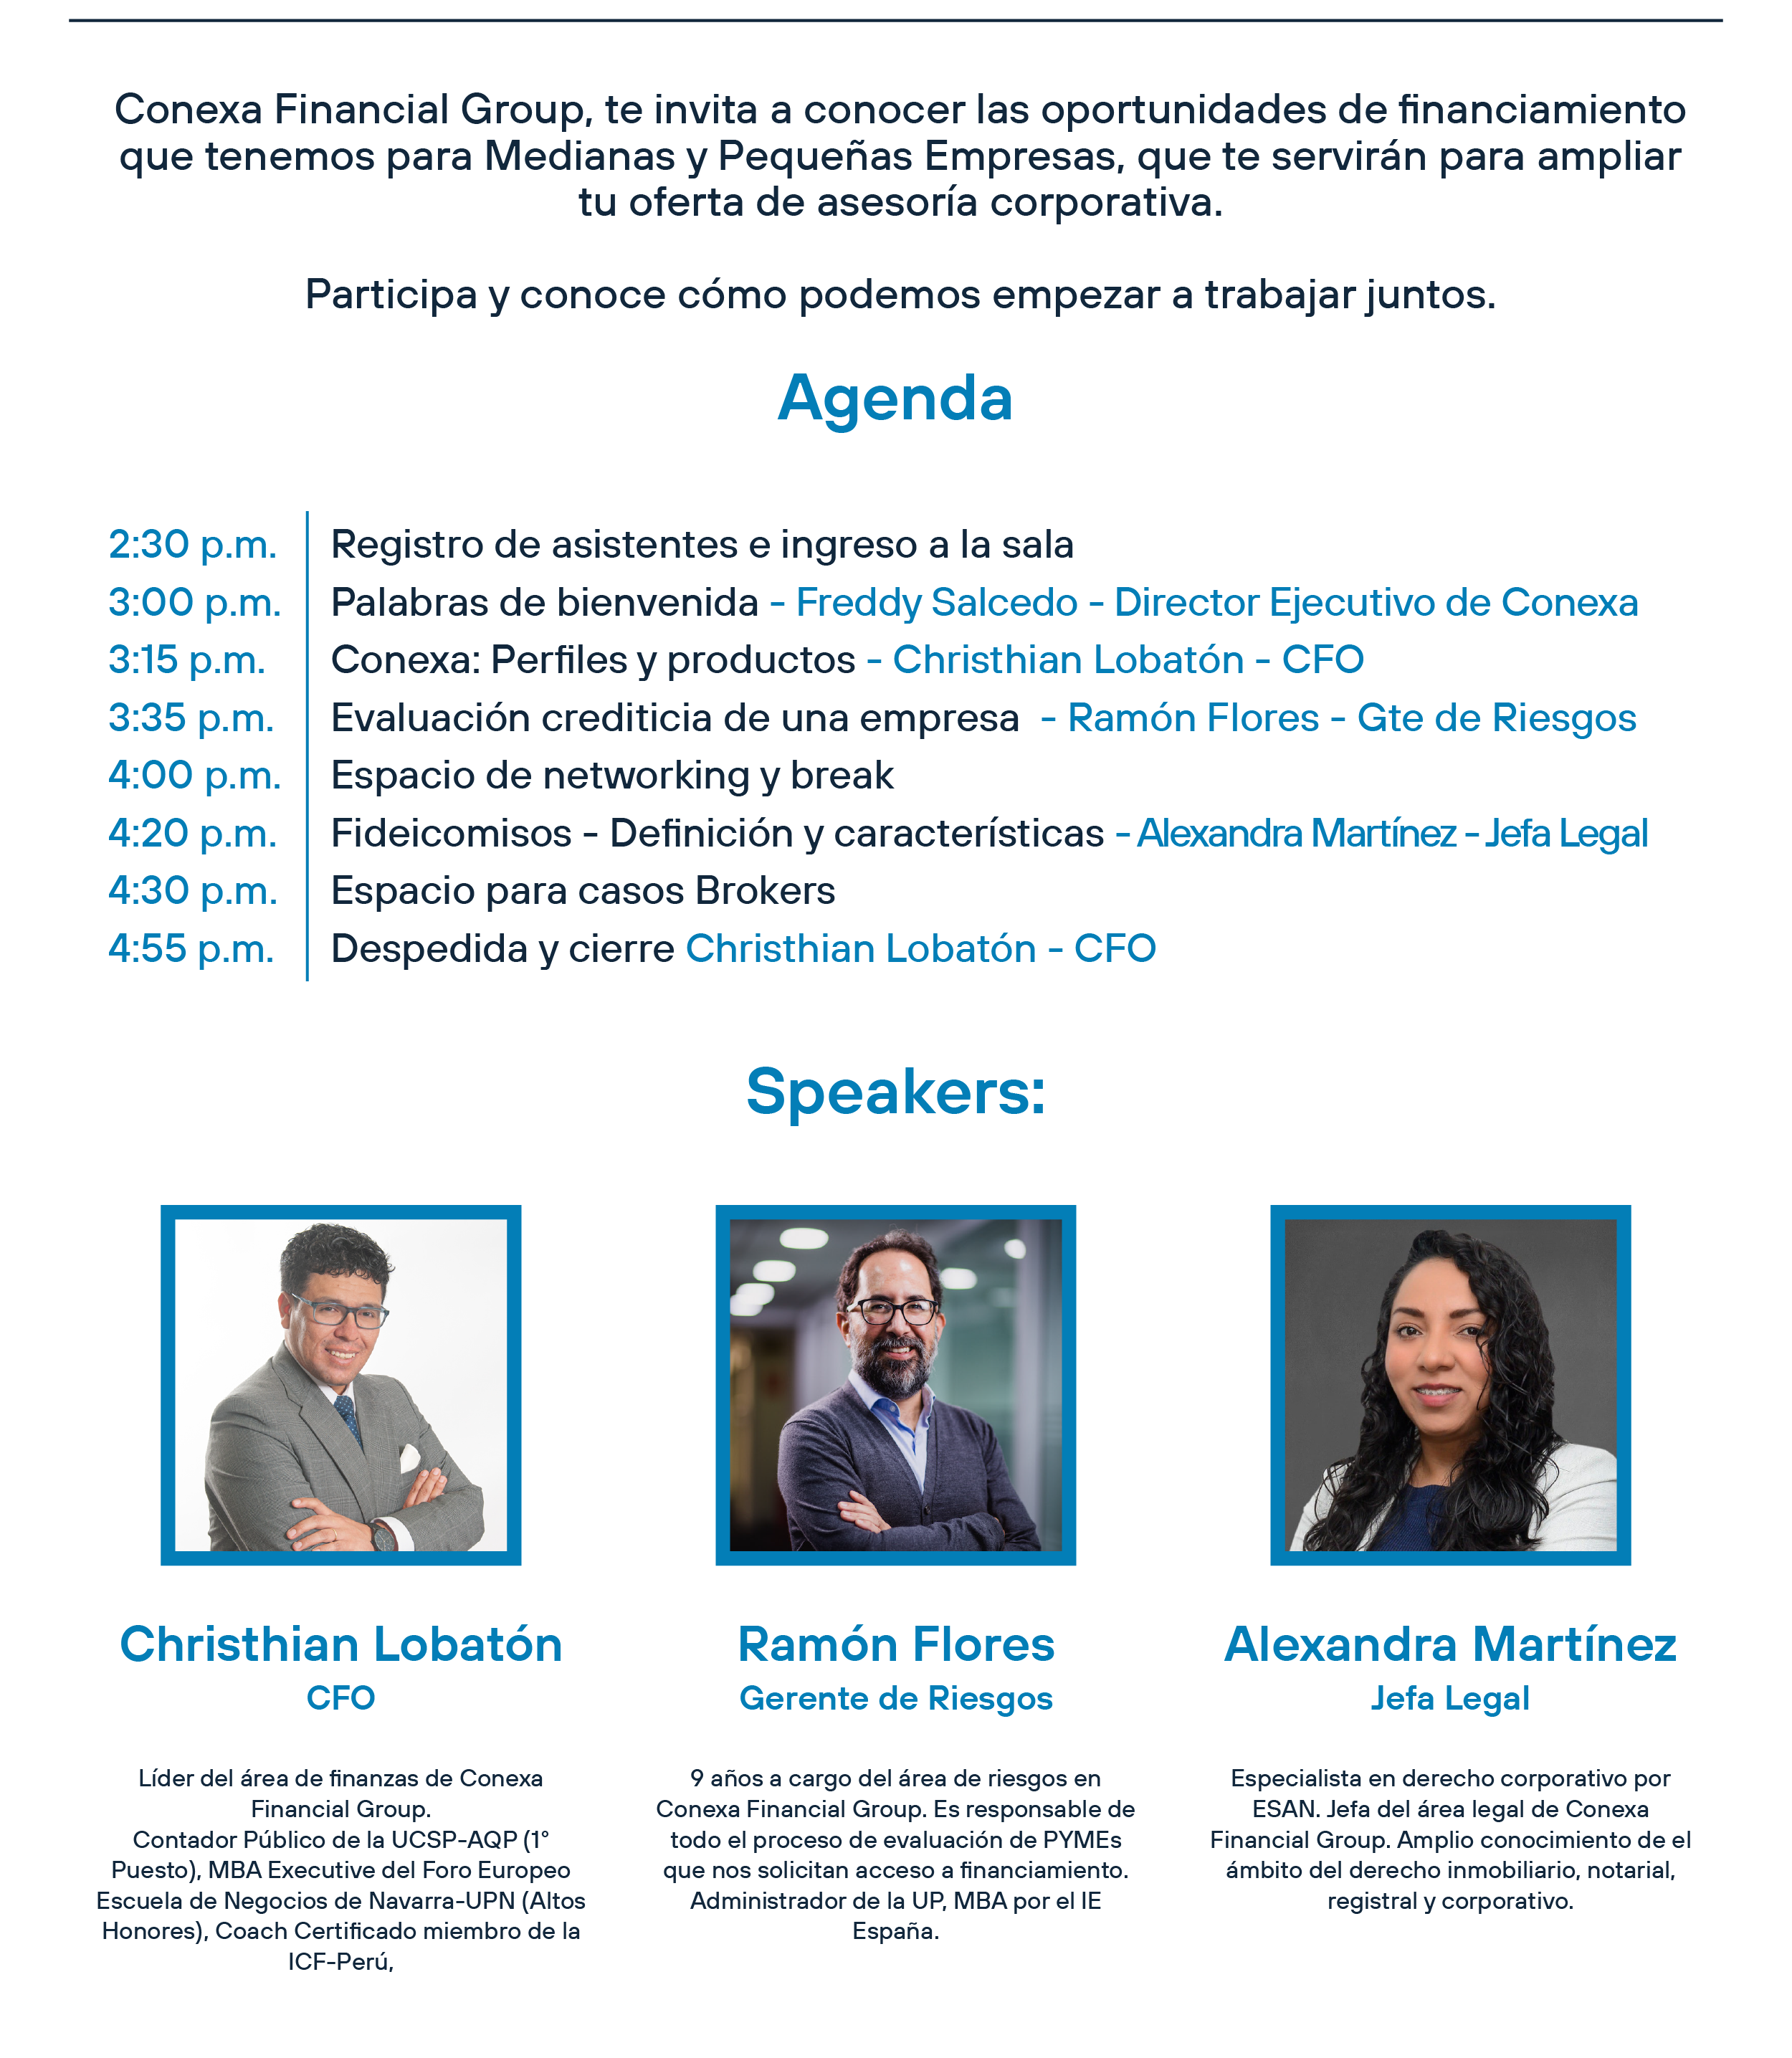 Conexa Financial Group, te invita a conocer las oportunidades de financiamiento
que tenemos para Medianas y Pequeñas Empresas, que te servirán para ampliar
tu oferta de asesoría corporativa.
Participa y conoce cómo podemos empezar a trabajar juntos.
Agenda
2:30 p.m. Registro de asistentes e ingreso a la sala
3:00 p.m. Palabras de bienvenida - Freddy Salcedo - Director Ejecutivo de Conexa
3:15 p.m. Conexa: Perfiles y productos - Christhian Lobatón - CFO
3:35 p.m. Evaluación crediticia de una empresa - Ramón Flores - Gte de Riesgos
4:00 p.m. Espacio de networking y break
4:20 p.m. Fideicomisos - Definición y características - Alexandra Martínez - Jefa Legal
4:30 p.m. Espacio para casos Brokers
4:55 p.m. Despedida y cierre Christhian Lobatón - CFO
Speakers:
Christhian Lobatón
CFO
Líder del área de finanzas de Conexa
Financial Group.
Contador Público de la UCSP-AQP (1°
Puesto), MBA Executive del Foro Europeo
Escuela de Negocios de Navarra-UPN (Altos
Honores), Coach Certificado miembro de la
ICF-Perú,
Ramón Flores
Gerente de Riesgos
9 años a cargo del área de riesgos en
Conexa Financial Group. Es responsable de
todo el proceso de evaluación de PYMEs
que nos solicitan acceso a financiamiento.
Administrador de la UP, MBA por el IE
España.
Alexandra Martínez
Jefa Legal
Especialista en derecho corporativo por
ESAN. Jefa del área legal de Conexa
Financial Group. Amplio conocimiento de el
ámbito del derecho inmobiliario, notarial,
registral y corporativo.